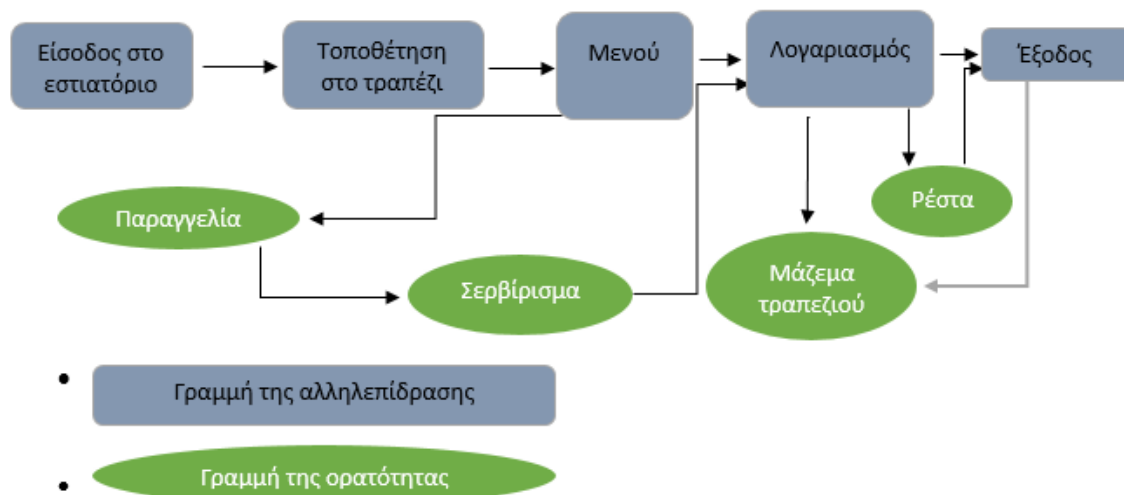 Είσοδος στο
εστιατόριο
Τοποθέτηση
στο τραπέζι
Μενού
Λογαριασμός
Έξοδος
Παραγγελία
Σερβίρισμα
Μάζεμα
τραπεζιού
Ρέστα
Γραμμή της αλληλεπίδρασης
Γραμμή της ορατότητας